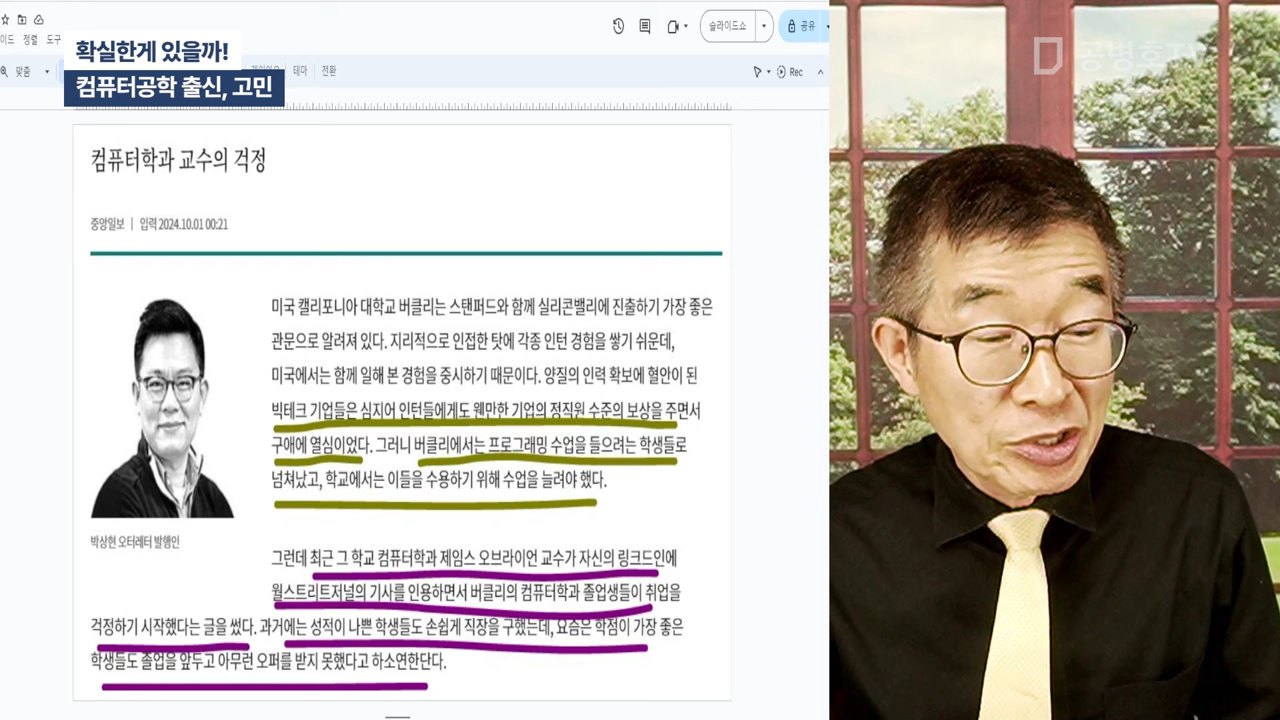 이드 정렬 도구
맞춤
테마
전환
슬라이드쇼
공유
Rec
확실한게 있을까!
컴퓨터공학 출신, 고민
공병호TV
컴퓨터학과 교수의 걱정
중앙일보 | 입력 2024.10.01 00:21
미국 캘리포니아 대학교 버클리는 스탠퍼드와 함께 실리콘밸리에 진출하기 가장 좋은
관문으로 알려져 있다. 지리적으로 인접한 탓에 각종 인턴 경험을 쌓기 쉬운데,
미국에서는 함께 일해 본 경험을 중시하기 때문이다. 양질의 인력 확보에 혈안이 된
빅테크 기업들은 심지어 인턴들에게도 웬만한 기업의 정직원 수준의 보상을 주면서
구애에 열심이었다. 그러니 버클리에서는 프로그래밍 수업을 들으려는 학생들로
넘쳐났고, 학교에서는 이들을 수용하기 위해 수업을 늘려야 했다.
박상현 오터레터 발행인
그런데 최근 그 학교 컴퓨터학과 제임스 오브라이언 교수가 자신의 링크드인에
월스트리트저널의 기사를 인용하면서 버클리의 컴퓨터학과 졸업생들이 취업을
걱정하기 시작했다는 글을 썼다. 과거에는 성적이 나쁜 학생들도 손쉽게 직장을 구했는데, 요즘은 학점이 가장 좋은
학생들도 졸업을 앞두고 아무런 오퍼를 받지 못했다고 하소연한단다.